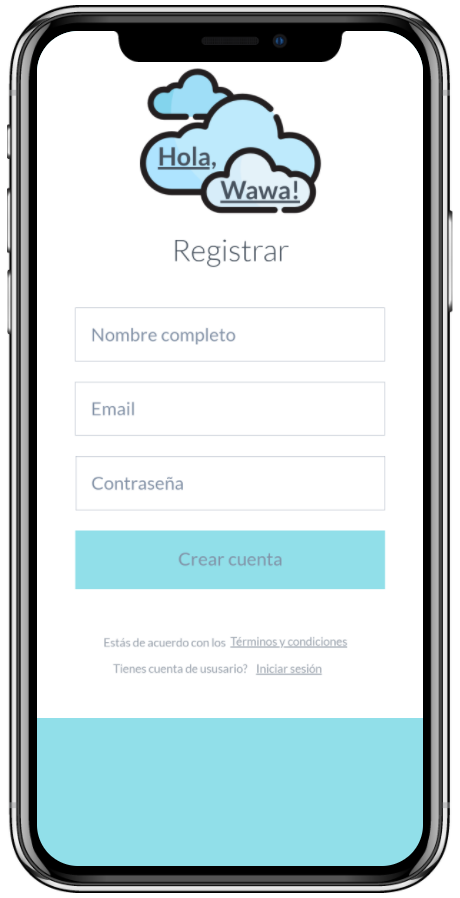 Hola,
Wawa!
Registrar
Nombre completo
Email
Contraseña
Crear cuenta
Estás de acuerdo con los Términos y condiciones
Tienes cuenta de ususario? Iniciar sesión